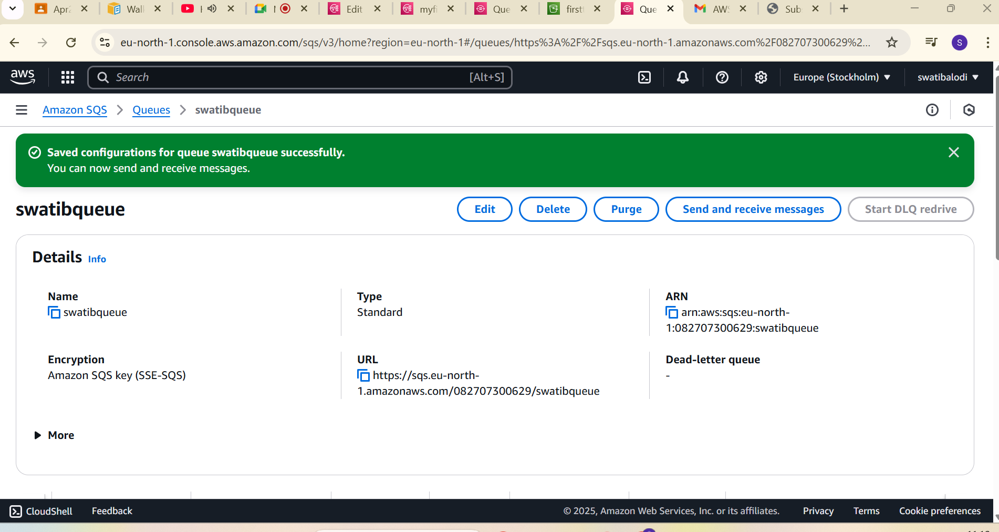 Apr
Wall
Edit
myfi
Que
first
Que
AWS
Sub
eu-north-1.console.aws.amazon.com/sqs/v3/home?region=eu-north-1#/queues/https%3A%2F%2Fsqs.eu-north-1.amazonaws.com%2F082707300629%2...
S
aws
Search
[Alt+S]
Europe (Stockholm)
swatibalodi
Amazon SQS
Queues
swatibqueue
Saved configurations for queue swatibqueue successfully.
You can now send and receive messages.
swatibqueue
Edit
Delete
Purge
Send and receive messages
Start DLQ redrive
Details Info
Name
swatibqueue
Type
Standard
ARN
arn:aws:sqs:eu-north-
1:082707300629:swatibqueue
Encryption
Amazon SQS key (SSE-SQS)
URL
https://sqs.eu-north-
1.amazonaws.com/082707300629/swatibqueue
Dead-letter queue
-
More
CloudShell
Feedback
© 2025, Amazon Web Services, Inc. or its affiliates.
Privacy
Terms
Cookie preferences